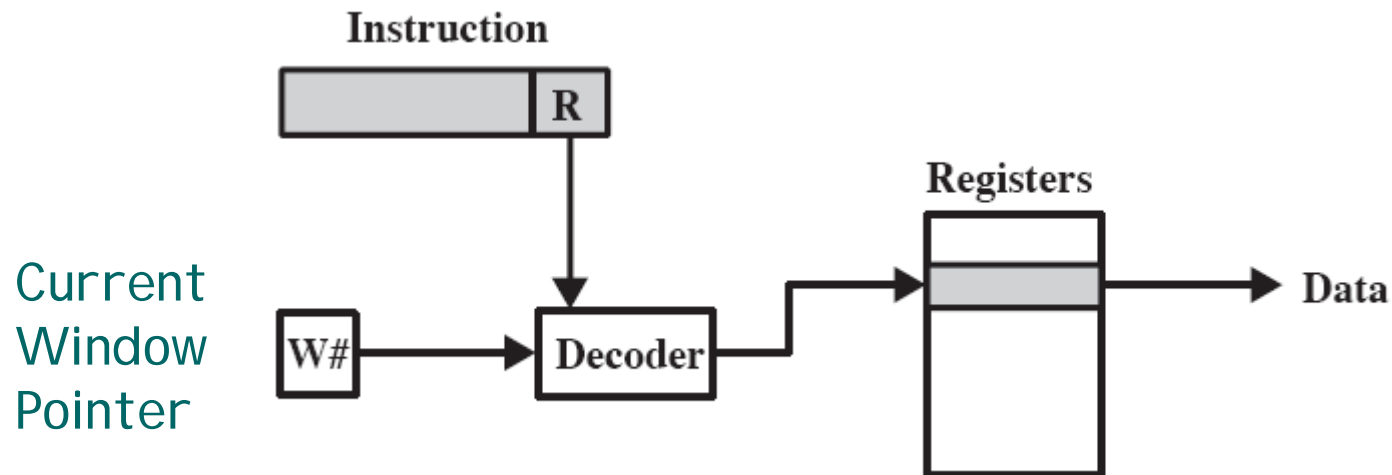 Instruction
R
Registers
Current
Window
Pointer
W#
Decoder
Data